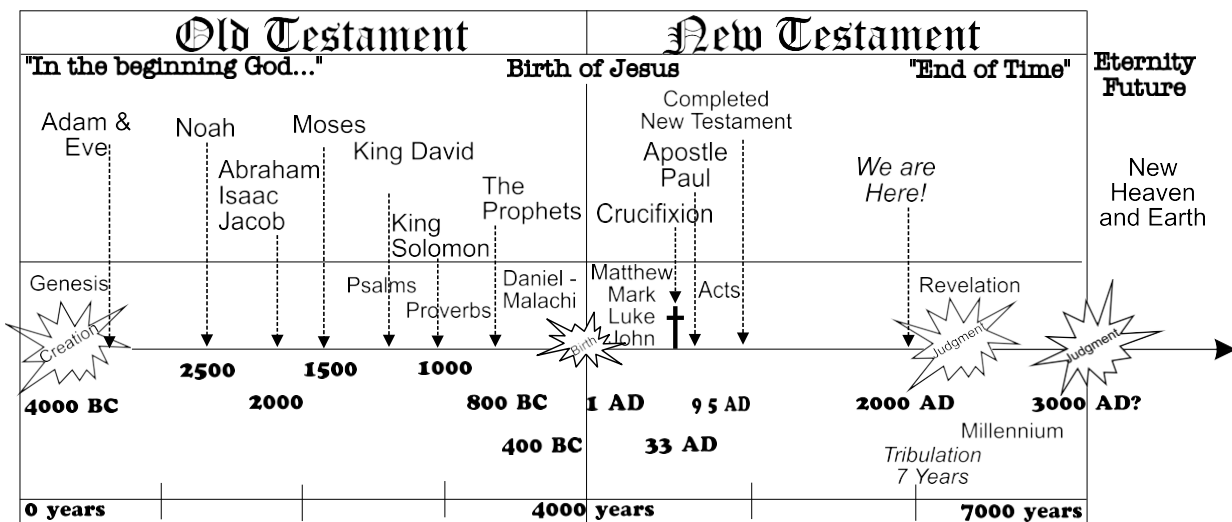 Old Testament
New Testament
"In the beginning God..."
Birth of Jesus
"End of Time"
Eternity
Future
Adam &
Eve
Noah
Abraham
Isaac
Jacob
Moses
King David
King
Solomon
The
Prophets
Completed
New Testament
Apostle
Paul
Crucifixion
We are
Here!
New
Heaven
and Earth
Genesis
Psalms
Proverbs
Daniel -
Malachi
Matthew
Mark
Luke
John
Acts
Revelation
Creation
Birth
Judgment
Judgment
2500
1500
1000
4000 BC
2000
800 BC
1 AD
95 AD
2000 AD
3000 AD?
400 BC
33 AD
Millennium
Tribulation
7 Years
0 years
4000 years
7000 years